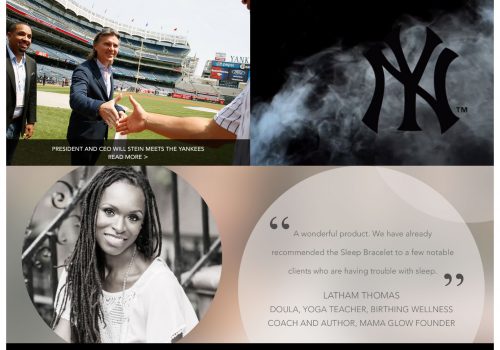 PRESIDENT AND CEO WILL STEIN MEETS THE YANKEES
READ MORE >
NY
TM
“ A wonderful product. We have already
recommended the Sleep Bracelet to a few notable
clients who are having trouble with sleep. ”
LATHAM THOMAS
DOULA, YOGA TEACHER, BIRTHING WELLNESS
COACH AND AUTHOR, MAMA GLOW FOUNDER